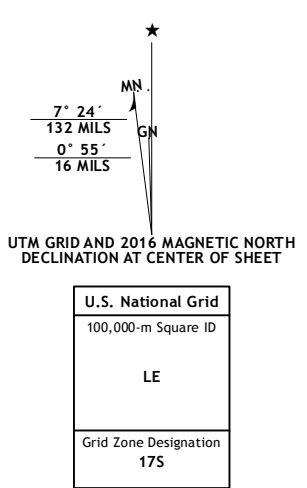 ★
MN
7° 24´
132 MILS
GN
0° 55´
16 MILS
UTM GRID AND 2016 MAGNETIC NORTH
DECLINATION AT CENTER OF SHEET
U.S. National Grid
100,000-m Square ID
LE
Grid Zone Designation
17S